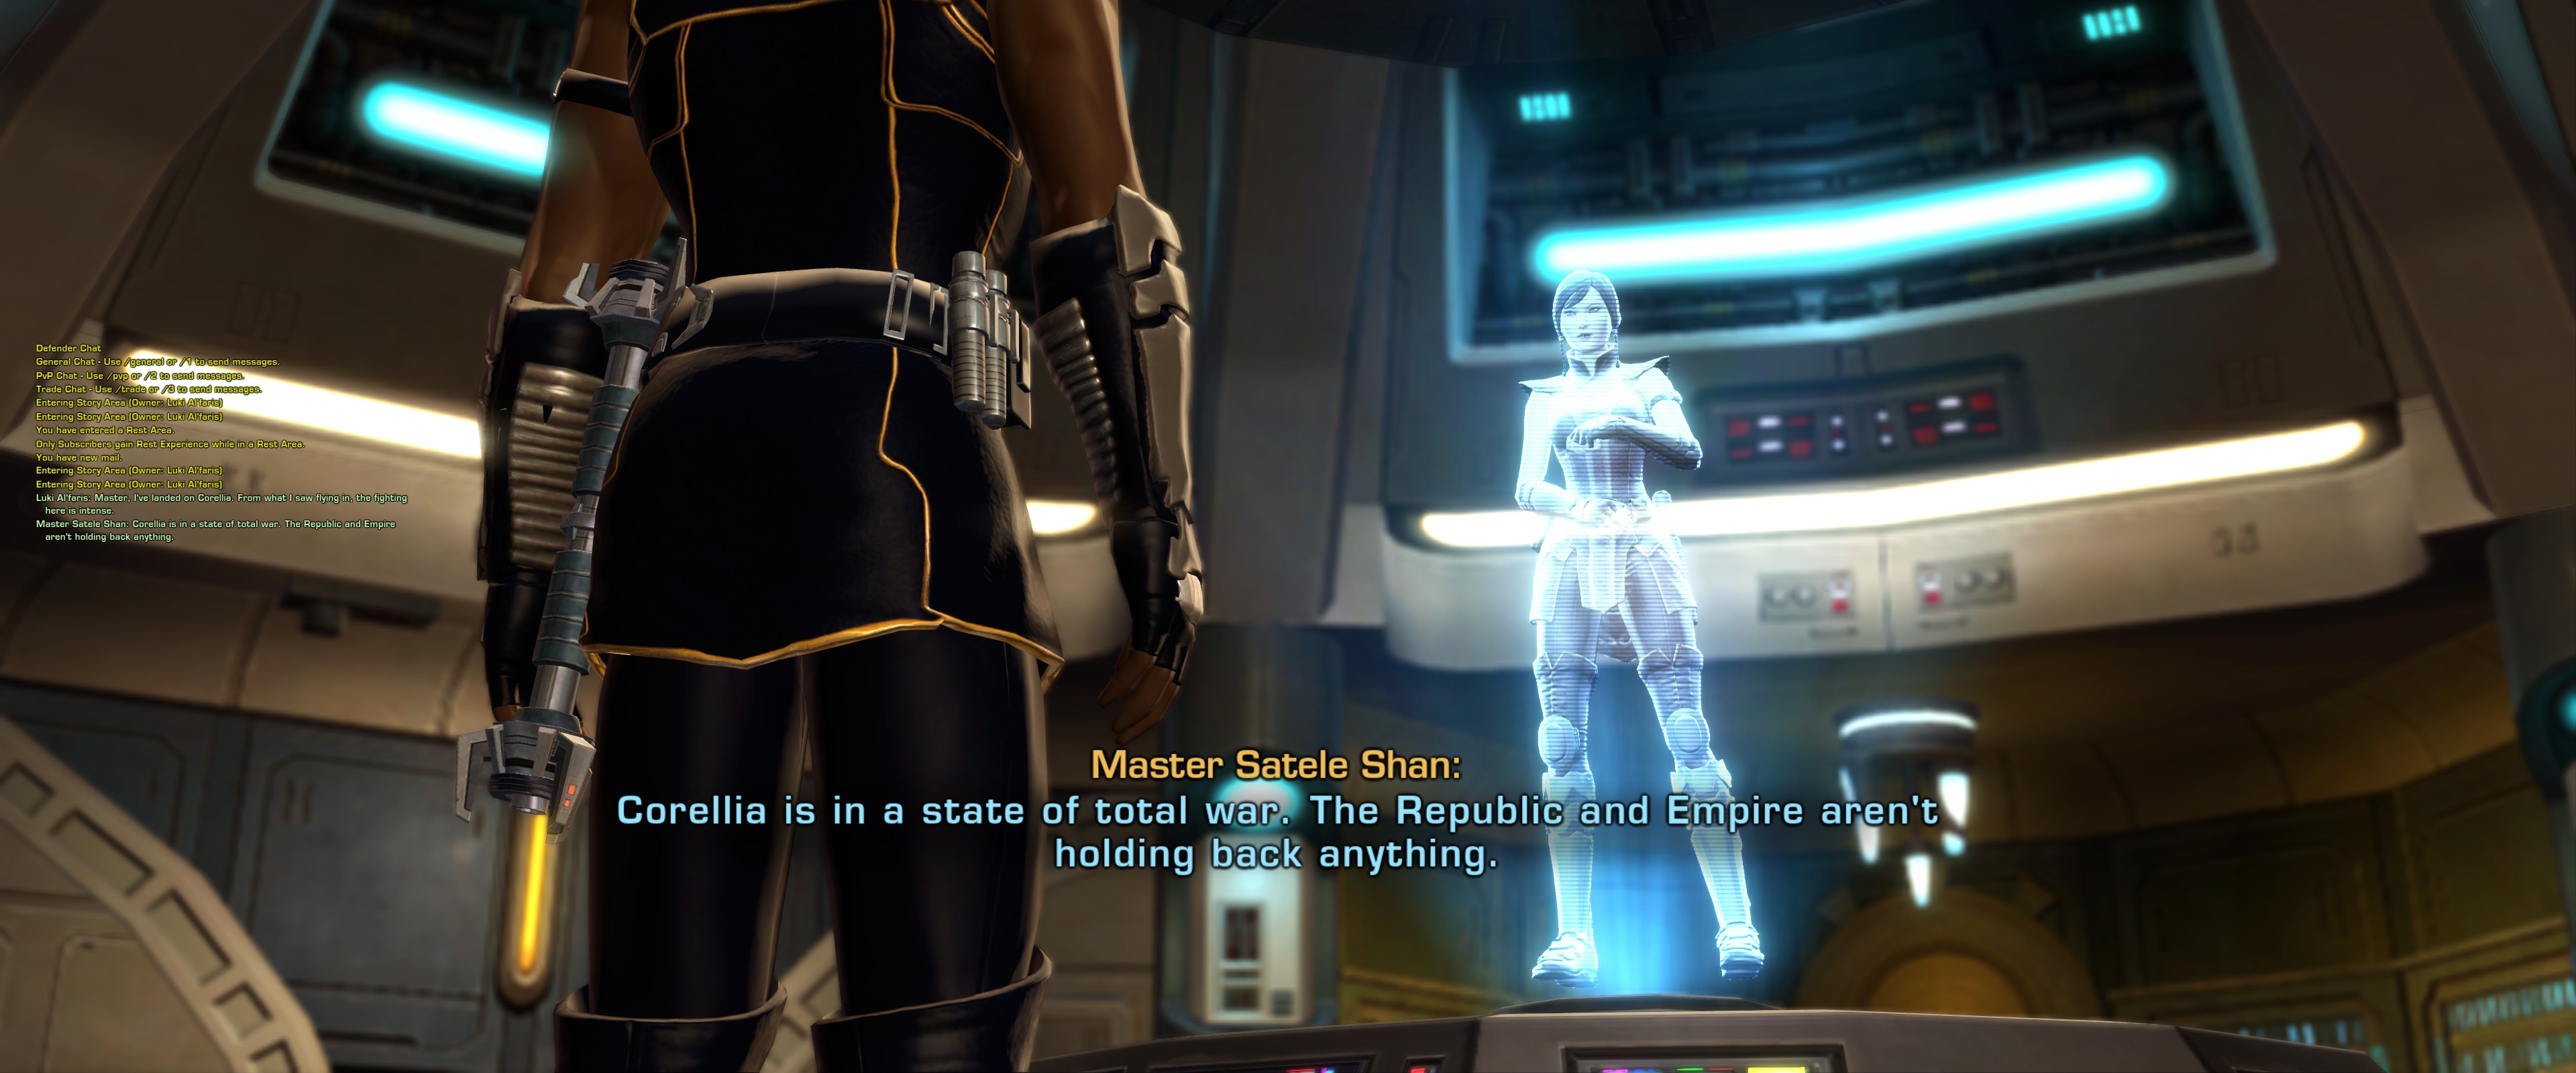 Defender Chat
General Chat - Use /general or /1 to send messages.
PvP Chat - Use /pvp or /2 to send messages.
Trade Chat - Use /trade or /3 to send messages.
Entering Story Area (Owner: Luki Al'faris)
Entering Story Area (Owner: Luki Al'faris)
You have entered a Rest Area.
Only Subscribers gain Rest Experience while in a Rest Area.
You have new mail.
Entering Story Area (Owner: Luki Al'faris)
Entering Story Area (Owner: Luki Al'faris)
Luki Al'faris: Master, I've landed on Corellia. From what I saw flying in, the fighting
here is intense.
Master Satele Shan: Corellia is in a state of total war. The Republic and Empire
aren't holding back anything.
Master Satele Shan:
Corellia is in a state of total war. The Republic and Empire aren't
holding back anything.